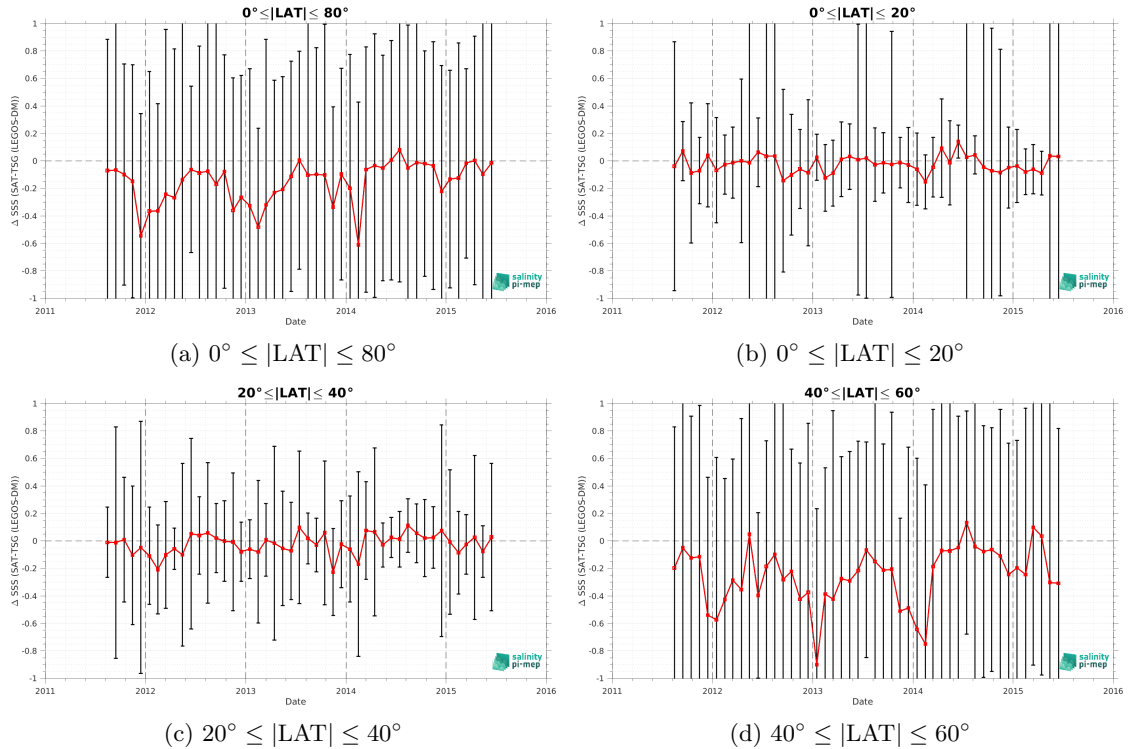 0°≤|LAT|≤ 80°
Δ SSS (SAT-TSG (LEGOS-DM))
1
0.8
0.6
0.4
0.2
0
-0.2
-0.4
-0.6
-0.8
-1
2011 2012 2013 2014 2015 2016
Date
salinity
pi-mep
(a) 0° ≤ |LAT| ≤ 80°
0°≤|LAT|≤ 20°
Δ SSS (SAT-TSG (LEGOS-DM))
1
0.8
0.6
0.4
0.2
0
-0.2
-0.4
-0.6
-0.8
-1
2011 2012 2013 2014 2015 2016
Date
salinity
pi-mep
(b) 0° ≤ |LAT| ≤ 20°
20°≤|LAT|≤ 40°
Δ SSS (SAT-TSG (LEGOS-DM))
1
0.8
0.6
0.4
0.2
0
-0.2
-0.4
-0.6
-0.8
-1
2011 2012 2013 2014 2015 2016
Date
salinity
pi-mep
(c) 20° ≤ |LAT| ≤ 40°
40°≤|LAT|≤ 60°
Δ SSS (SAT-TSG (LEGOS-DM))
1
0.8
0.6
0.4
0.2
0
-0.2
-0.4
-0.6
-0.8
-1
2011 2012 2013 2014 2015 2016
Date
salinity
pi-mep
(d) 40° ≤ |LAT| ≤ 60°